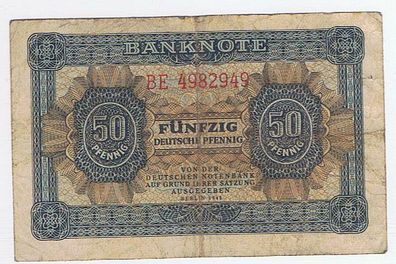 BANKNOTE
BE 4982949
50 FÜNFZIG 50
PFENNIG DEUTSCHE PFENNIG PFENNIG
VON DER
DEUTSCHEN NOTENBANK
AUF GRUND IHRER SATZUNG
AUSGEGEBEN
BERLIN 1948